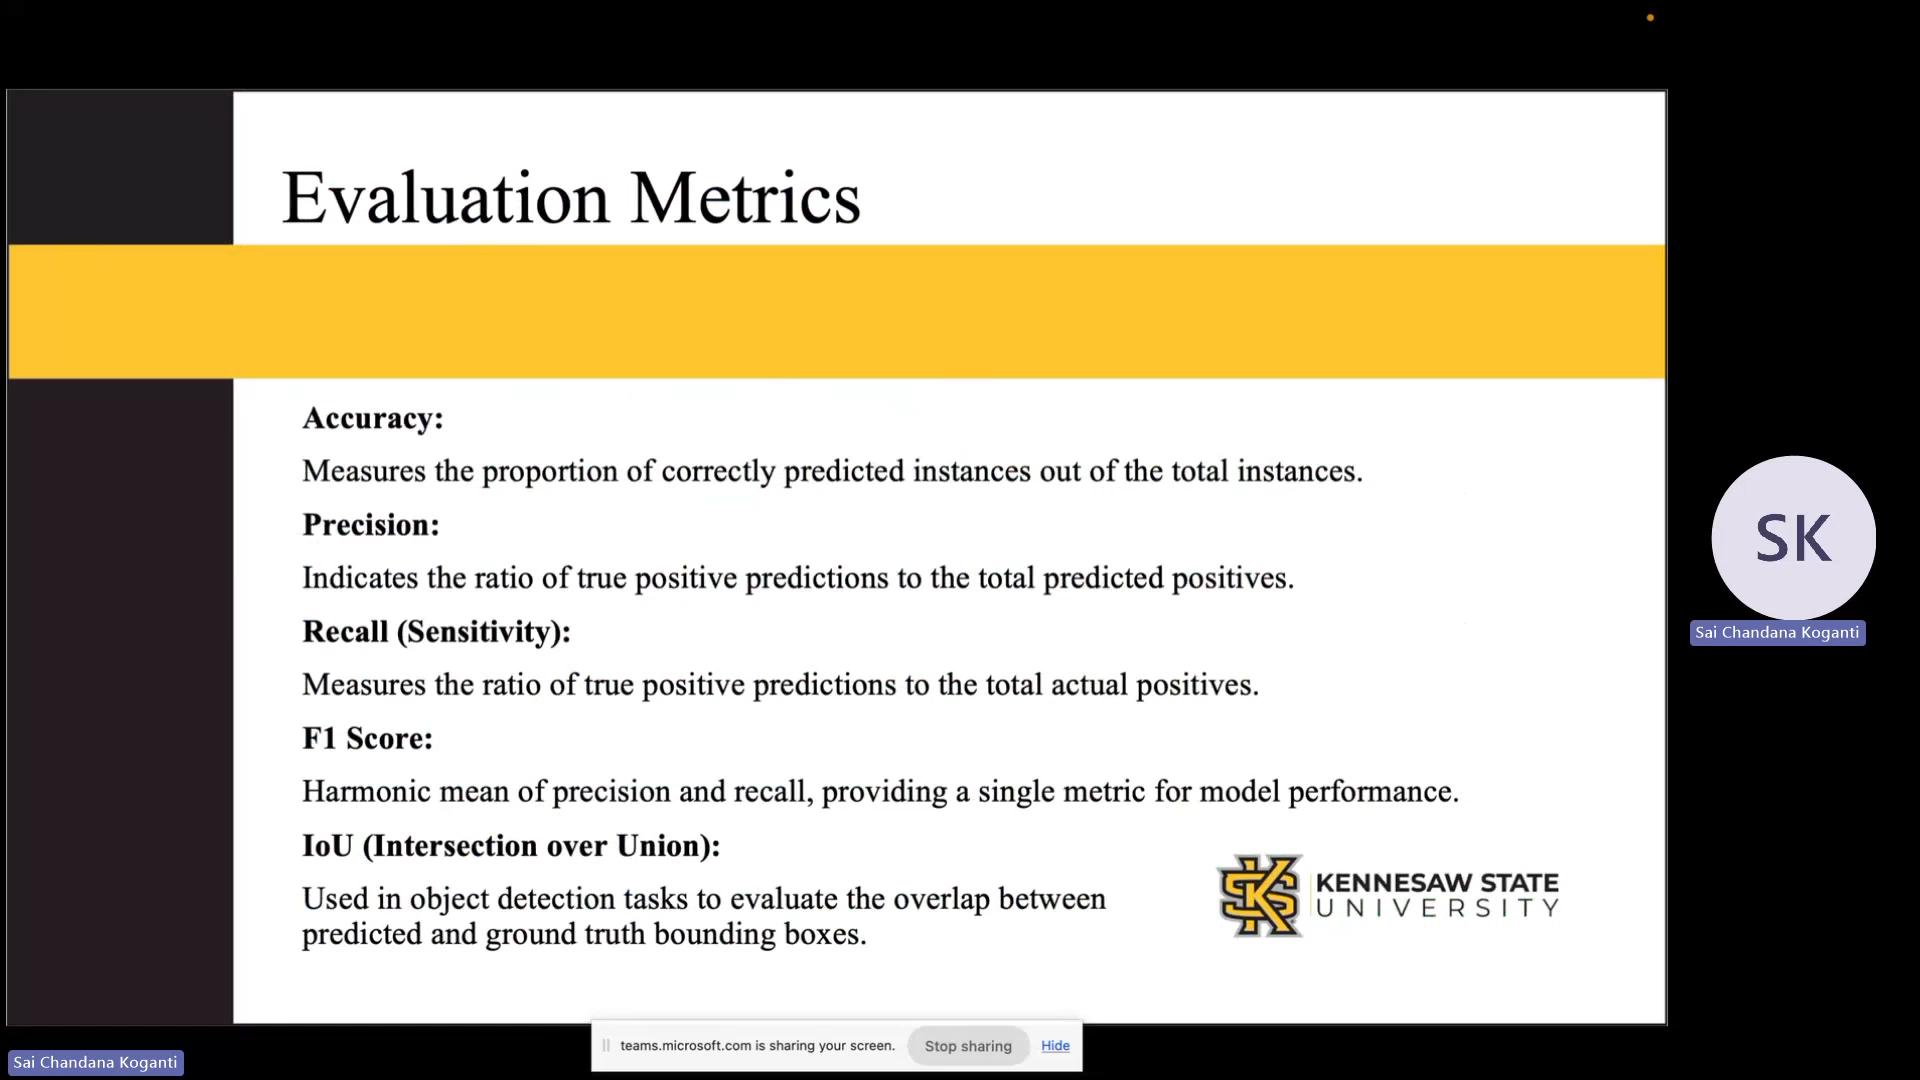 Evaluation Metrics
Accuracy:
Measures the proportion of correctly predicted instances out of the total instances.
Precision:
Indicates the ratio of true positive predictions to the total predicted positives.
Recall (Sensitivity):
Measures the ratio of true positive predictions to the total actual positives.
F1 Score:
Harmonic mean of precision and recall, providing a single metric for model performance.
IoU (Intersection over Union):
Used in object detection tasks to evaluate the overlap between
predicted and ground truth bounding boxes.
KS
KENNESAW STATE
UNIVERSITY
SK
Sai Chandana Koganti
teams.microsoft.com is sharing your screen.
Stop sharing
Hide
Sai Chandana Koganti